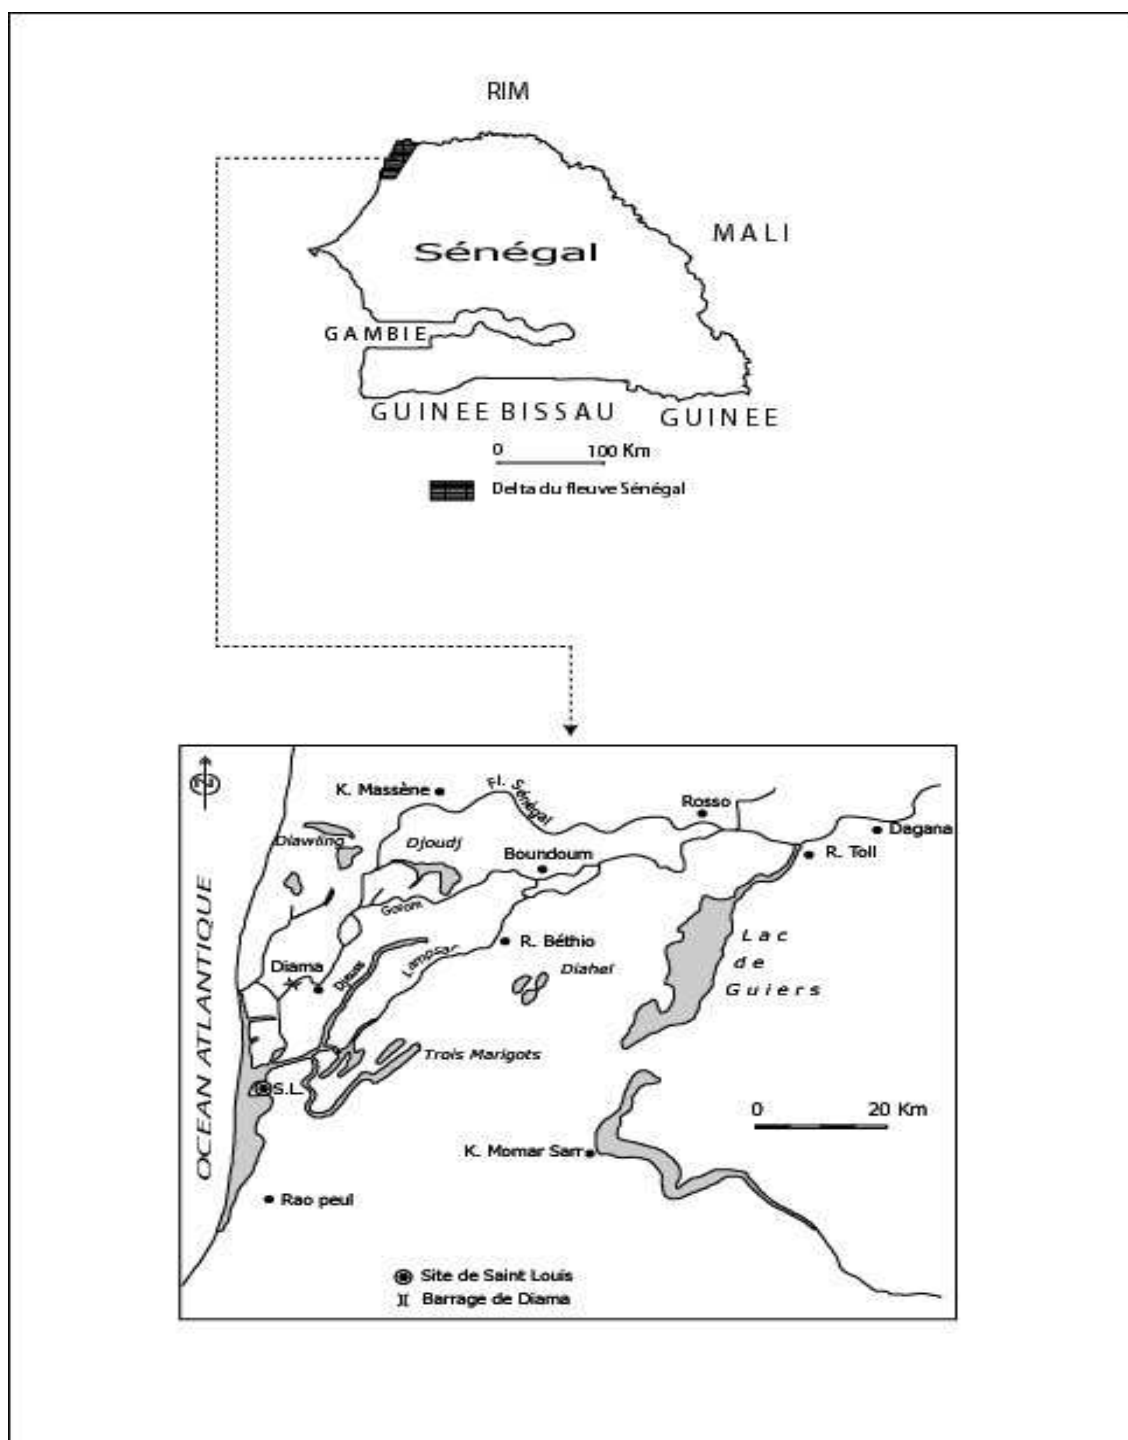 RIM
MALI
Sénégal
GAMBIE
GUINEE BISSAU
GUINEE
0 100 Km
Delta du fleuve Sénégal
N
K. Massène
Fl. Sénégal
Rosso
Dagana
Diawling
Djoudj
Boundoum
R. Toll
Gorom
Lampsar
R. Béthio
Lac
de
Guiers
Diama
Djeuss
Diahel
OCEAN ATLANTIQUE
Trois Marigots
S.L.
0 20 Km
K. Momar Sarr
Rao peul
Site de Saint Louis
Barrage de Diama